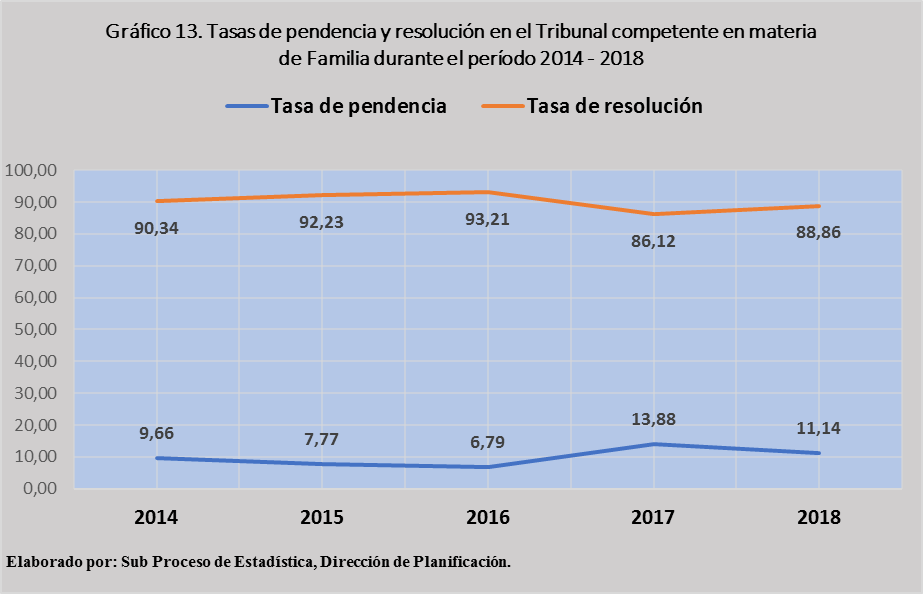 Gráfico 13. Tasas de pendencia y resolución en el Tribunal competente en materia
de Familia durante el período 2014 - 2018
Tasa de pendencia Tasa de resolución
100,00
90,00
80,00
70,00
60,00
50,00
40,00
30,00
20,00
10,00
0,00
90,34 92,23 93,21 86,12 88,86
9,66 7,77 6,79 13,88 11,14
2014 2015 2016 2017 2018
Elaborado por: Sub Proceso de Estadística, Dirección de Planificación.